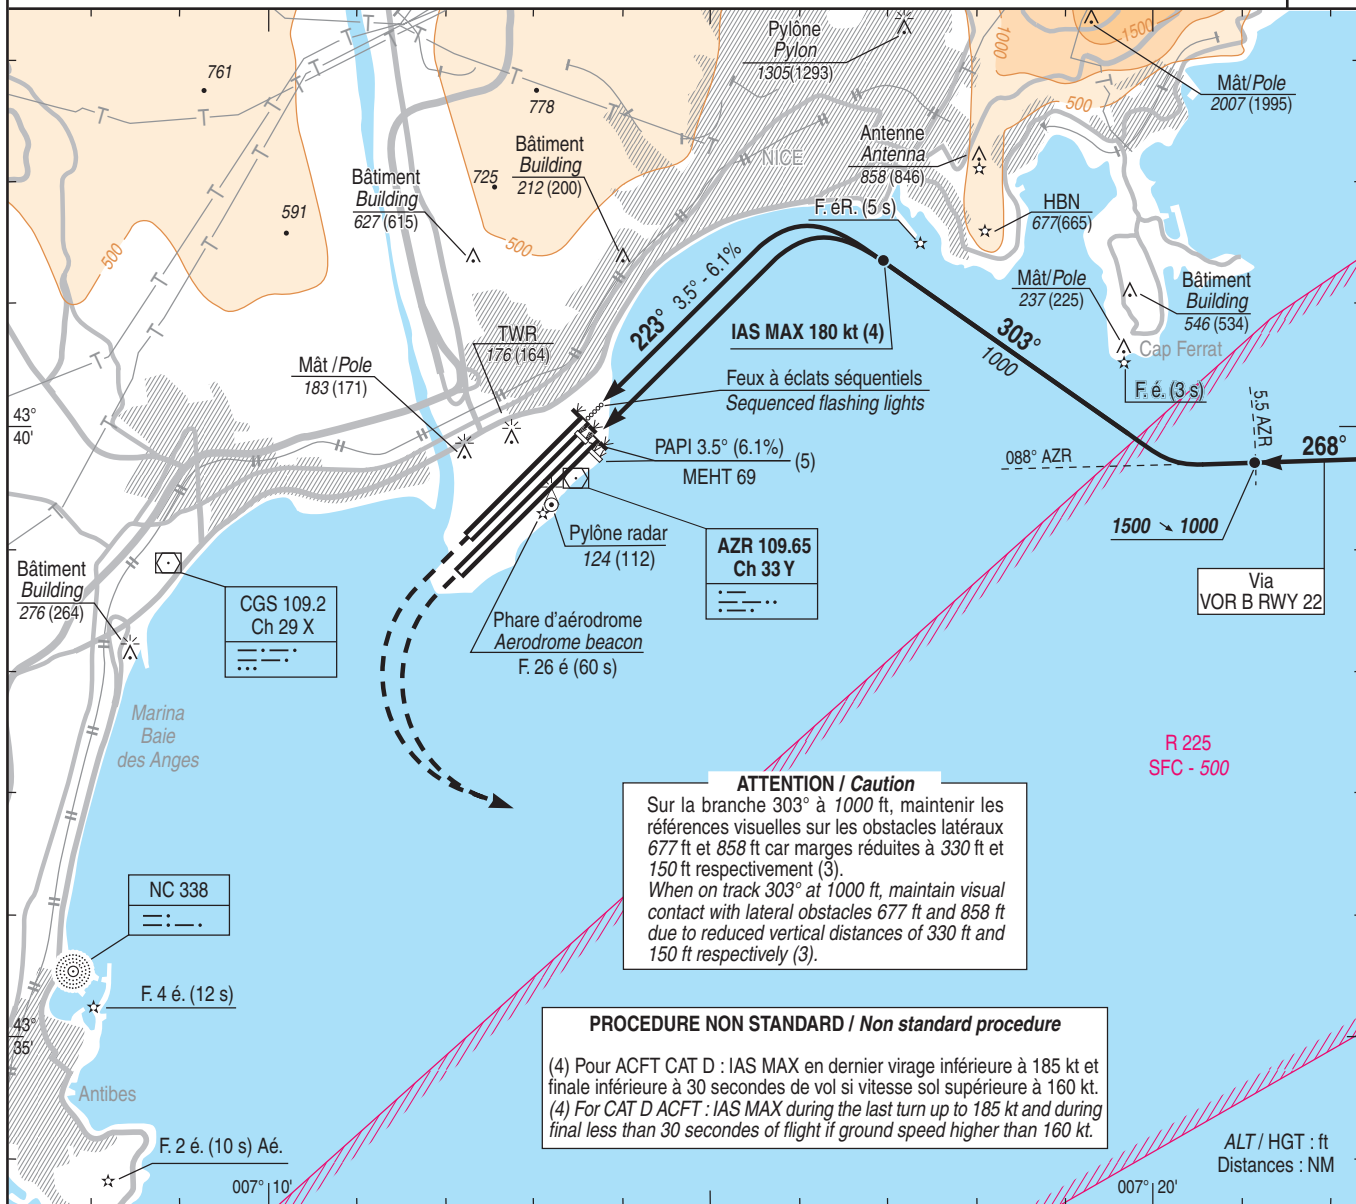 Pylône
Pylon
1305(1293)
1000
1500
500
Mât/Pole
2007 (1995)
761
778
Bâtiment
Building
212 (200)
NICE
Antenne
Antenna
858 (846)
Bâtiment
Building
627 (615)
725
591
500
500
F. éR. (5 s)
HBN
677(665)
Mât/Pole
237 (225)
Bâtiment
Building
546 (534)
Cap Ferrat
F. é. (3 s)
223° 3.5° - 6.1%
IAS MAX 180 kt (4)
303°
1000
TWR
176 (164)
Mât /Pole
183 (171)
Feux à éclats séquentiels
Sequenced flashing lights
43°
40'
PAPI 3.5° (6.1%)
MEHT 69
(5)
088° AZR
5.5 AZR
268°
1500 ↘ 1000
Via
VOR B RWY 22
Pylône radar
124 (112)
AZR 109.65
Ch 33 Y
Bâtiment
Building
276 (264)
CGS 109.2
Ch 29 X
Phare d'aérodrome
Aerodrome beacon
F. 26 é (60 s)
Marina
Baie
des Anges
R 225
SFC - 500
ATTENTION / Caution
Sur la branche 303° à 1000 ft, maintenir les
références visuelles sur les obstacles latéraux
677 ft et 858 ft car marges réduites à 330 ft et
150 ft respectivement (3).
When on track 303° at 1000 ft, maintain visual
contact with lateral obstacles 677 ft and 858 ft
due to reduced vertical distances of 330 ft and
150 ft respectively (3).
NC 338
F. 4 é. (12 s)
43°
35'
PROCEDURE NON STANDARD / Non standard procedure
(4) Pour ACFT CAT D : IAS MAX en dernier virage inférieure à 185 kt et
finale inférieure à 30 secondes de vol si vitesse sol supérieure à 160 kt.
(4) For CAT D ACFT : IAS MAX during the last turn up to 185 kt and during
final less than 30 secondes of flight if ground speed higher than 160 kt.
Antibes
F. 2 é. (10 s) Aé.
ALT / HGT : ft
Distances : NM
007° 10'
007° 20'